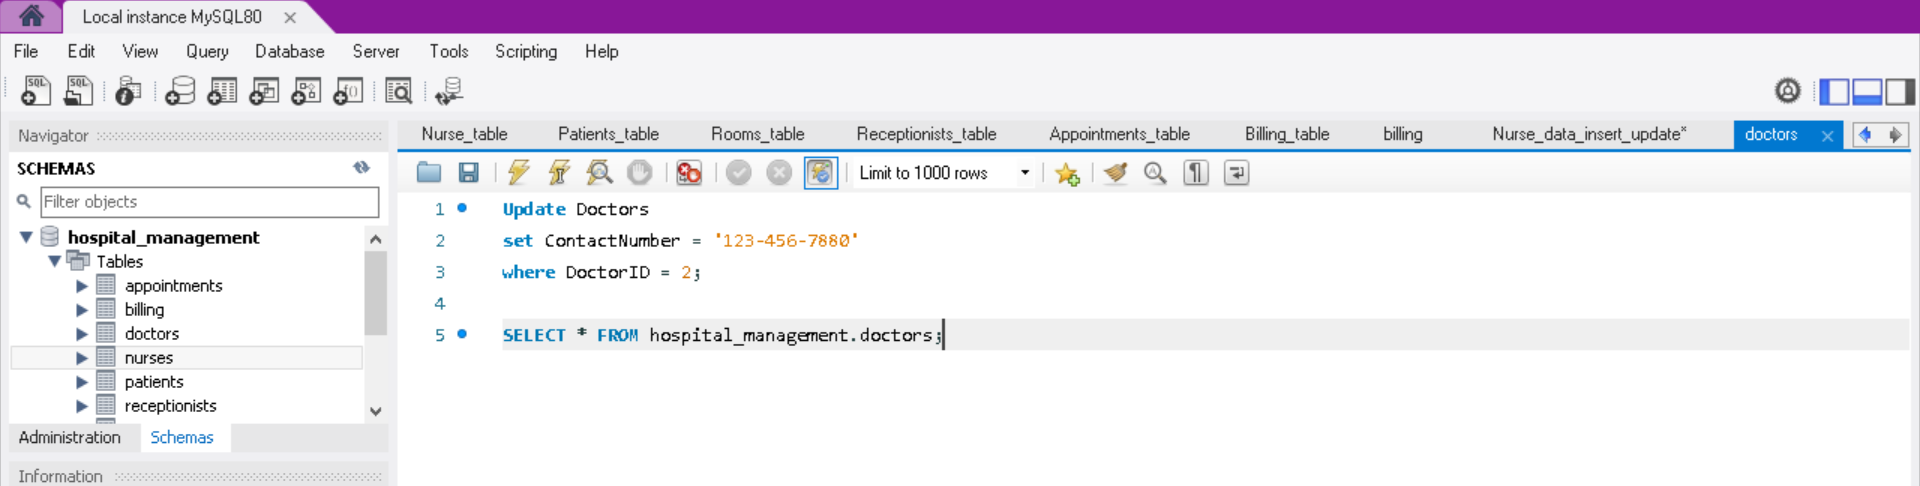 Local instance MySQL80
File Edit View Query Database Server Tools Scripting Help
SQL SQL
Navigator
SCHEMAS
Filter objects
hospital_management
Tables
appointments
billing
doctors
nurses
patients
receptionists
Administration Schemas
Information
Nurse_table Patients_table Rooms_table Receptionists_table Appointments_table Billing_table billing Nurse_data_insert_update* doctors
Limit to 1000 rows
1 Update Doctors
2 set ContactNumber = '123-456-7880'
3 where DoctorID = 2;
4
5 SELECT * FROM hospital_management.doctors;